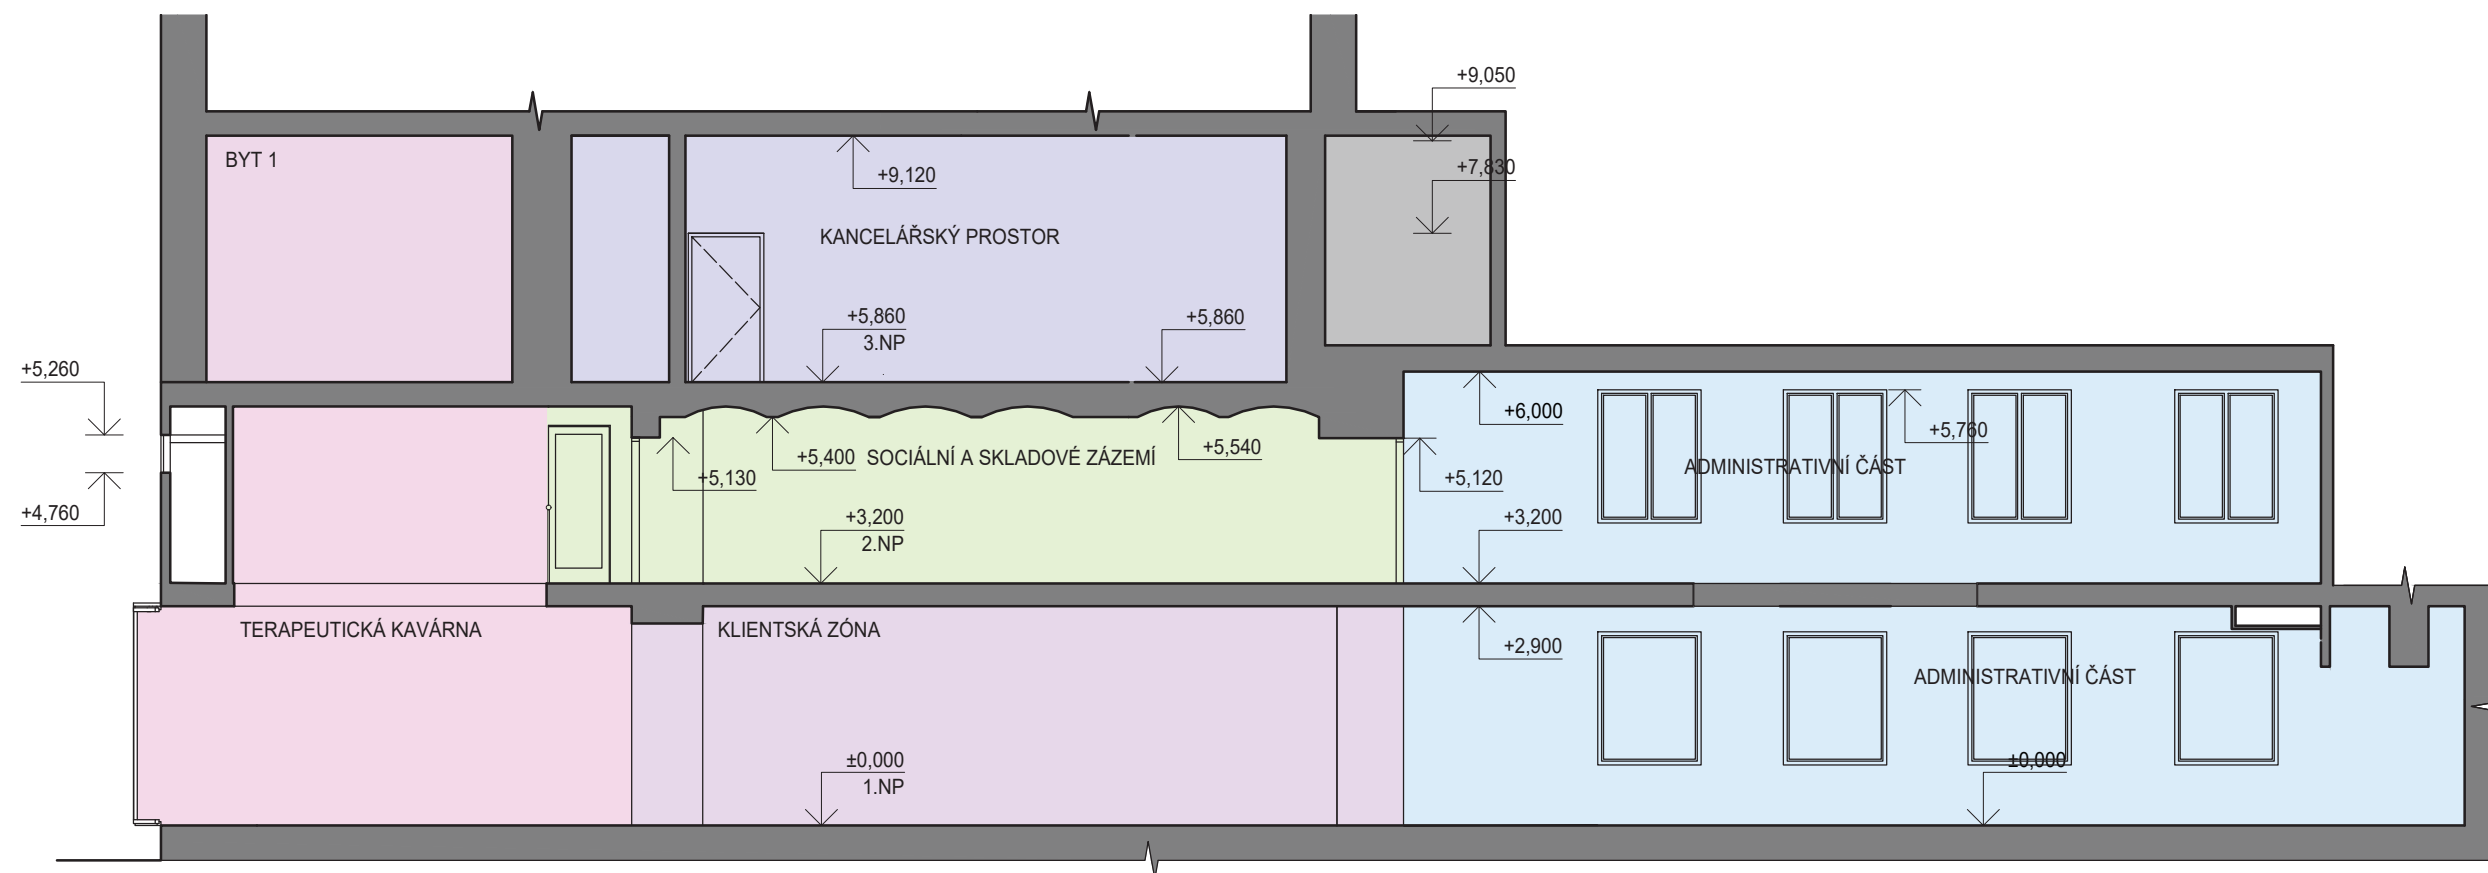 +9,050
BYT 1
+9,120
+7,830
KANCELÁŘSKÝ PROSTOR
+5,860
3.NP
+5,860
+5,260
+6,000
+5,760
+5,400
SOCIÁLNÍ A SKLADOVÉ ZÁZEMÍ
+5,540
+5,130
+5,120
ADMINISTRATIVNÍ ČÁST
+4,760
+3,200
2.NP
+3,200
TERAPEUTICKÁ KAVÁRNA
KLIENTSKÁ ZÓNA
+2,900
ADMINISTRATIVNÍ ČÁST
±0,000
1.NP
±0,000